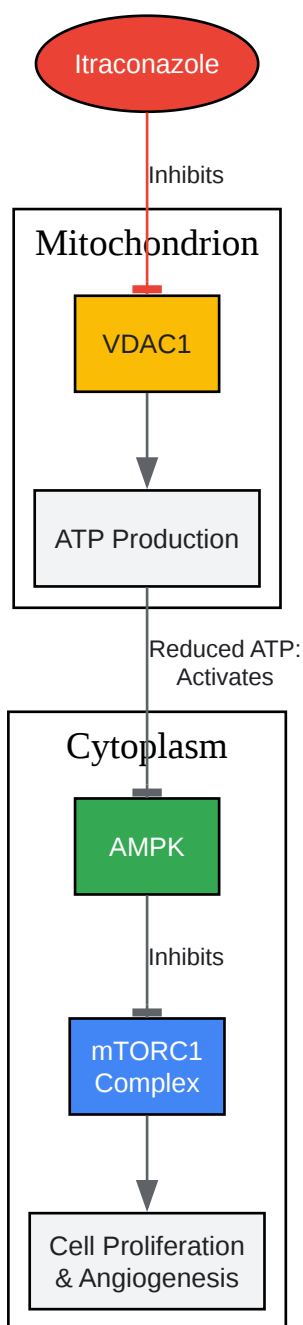 Itraconazole
Inhibits
Mitochondrion
VDAC1
ATP Production
Reduced ATP:
Activates
Cytoplasm
AMPK
Inhibits
mTORC1
Complex
Cell Proliferation
& Angiogenesis